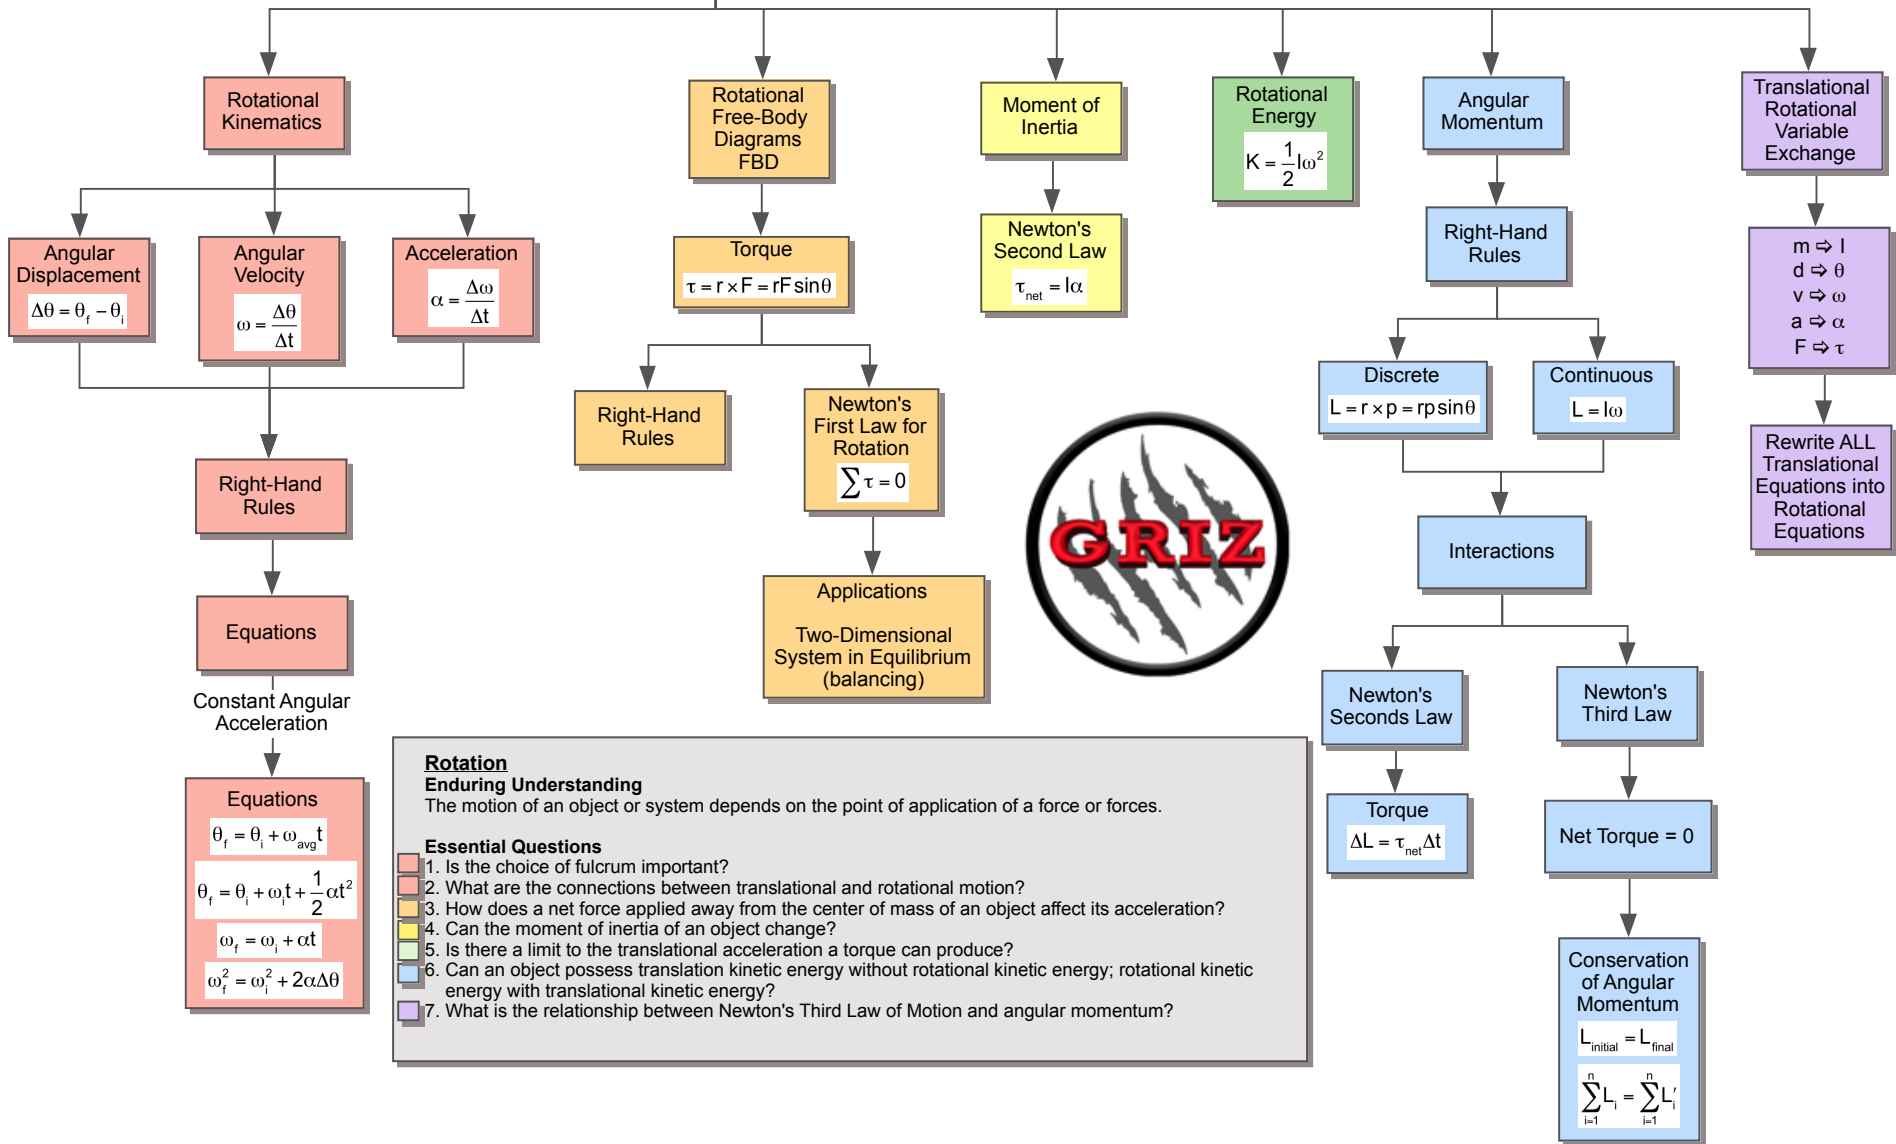 Rotational
Kinematics
Angular
Displacement
Δθ = θf − θi
Angular
Velocity
ω = Δθ/Δt
Acceleration
α = Δω/Δt
Right-Hand
Rules
Equations
Constant Angular
Acceleration
Equations
θf = θi + ωavgt
θf = θi + ωit + 1/2 αt²
ωf = ωi + αt
ωf² = ωi² + 2αΔθ
Rotational
Free-Body
Diagrams
FBD
Torque
τ = r × F = rF sinθ
Right-Hand
Rules
Newton's
First Law for
Rotation
∑ τ = 0
Applications
Two-Dimensional
System in Equilibrium
(balancing)
Moment of
Inertia
Newton's
Second Law
τnet = Iα
Rotational
Energy
K = 1/2 Iω²
Angular
Momentum
Right-Hand
Rules
Discrete
L = r × p = rp sinθ
Continuous
L = Iω
Interactions
Newton's
Seconds Law
Torque
ΔL = τnetΔt
Newton's
Third Law
Net Torque = 0
Conservation
of Angular
Momentum
Linitial = Lfinal
n∑i=1 Li = n∑i=1 Li′
Translational
Rotational
Variable
Exchange
m ⇨ I
d ⇨ θ
v ⇨ ω
a ⇨ α
F ⇨ τ
Rewrite ALL
Translational
Equations into
Rotational
Equations
GRIZ
Rotation
Enduring Understanding
The motion of an object or system depends on the point of application of a force or forces.
Essential Questions
1. Is the choice of fulcrum important?
2. What are the connections between translational and rotational motion?
3. How does a net force applied away from the center of mass of an object affect its acceleration?
4. Can the moment of inertia of an object change?
5. Is there a limit to the translational acceleration a torque can produce?
6. Can an object possess translation kinetic energy without rotational kinetic energy; rotational kinetic
energy with translational kinetic energy?
7. What is the relationship between Newton's Third Law of Motion and angular momentum?